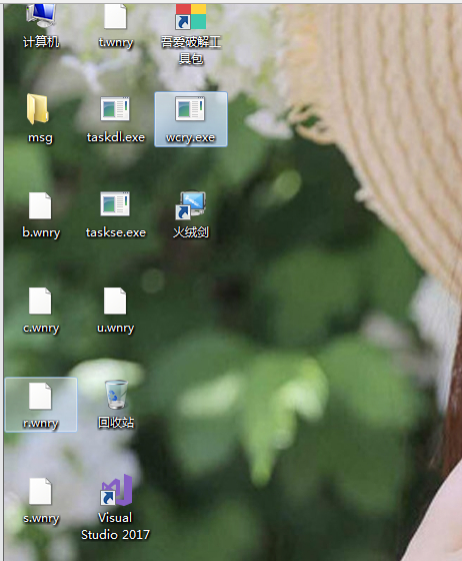 计算机
t.wnry
吾爱破解工
具包
msg
taskdl.exe
wcry.exe
b.wnry
taskse.exe
火绒剑
c.wnry
u.wnry
r.wnry
回收站
s.wnry
Visual
Studio 2017